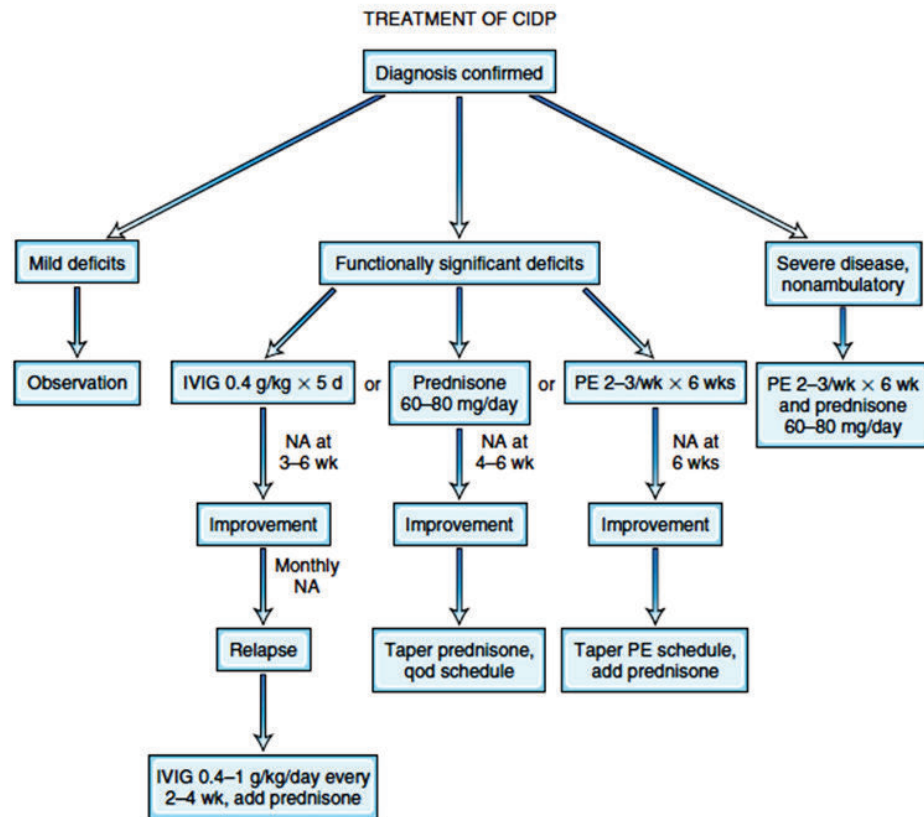 TREATMENT OF CIDP
Diagnosis confirmed
Mild deficits
Functionally significant deficits
Severe disease,
nonambulatory
Observation
IVIG 0.4 g/kg × 5 d
or
Prednisone
60–80 mg/day
or
PE 2–3/wk × 6 wks
PE 2–3/wk × 6 wk
and prednisone
60–80 mg/day
NA at
3–6 wk
NA at
4–6 wk
NA at
6 wks
Improvement
Improvement
Improvement
Monthly
NA
Relapse
Taper prednisone,
qod schedule
Taper PE schedule,
add prednisone
IVIG 0.4–1 g/kg/day every
2–4 wk, add prednisone